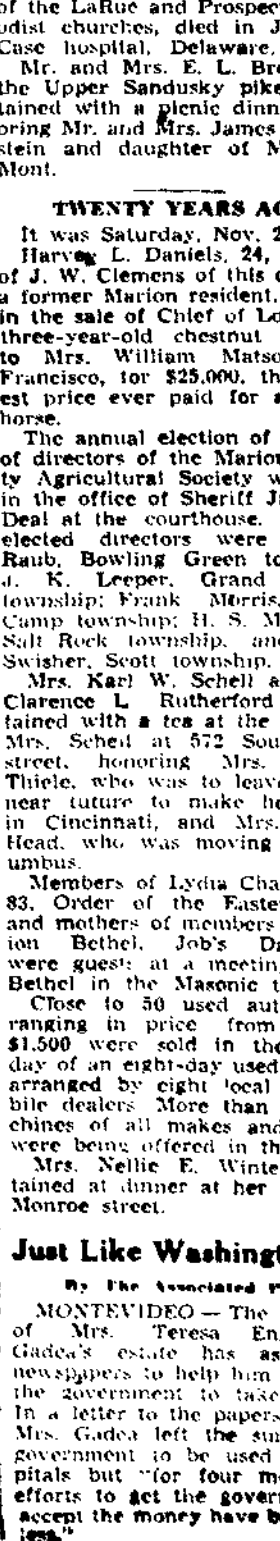 of the LaRue and Prospec
odist churches, died in J
Case hospital, Delaware,
Mr. and Mrs. E. L. Bre
the Upper Sandusky pike
tained with a picnic dinn
oring Mr. and Mrs. James
stein and daughter of M
Mont.
TWENTY YEARS AG
It was Saturday, Nov. 2
Harvey L. Daniels, 24,
of J. W. Clemens of this c
a former Marion resident,
in the sale of Chief of Lo
three-year-old chestnut
to Mrs. William Matso
Francisco, for $25,000, th
est price ever paid for a
horse.
The annual election of
of directors of the Mario
ty Agricultural Society w
in the office of Sheriff J
Deal at the courthouse.
elected directors were
Raub, Bowling Green to
J. K. Leeper, Grand
township; Frank Morris,
Camp township; H. S. M
Salt Rock township, an
Swisher, Scott township.
Mrs. Karl W. Schell a
Clarence L. Rutherford
tained with a tea at the
Mrs. Schell at 572 Sou
street, honoring Mrs.
Thiele, who was to leave
near future to make he
in Cincinnati, and Mrs.
Head, who was moving
umbus.
Members of Lydia Cha
83, Order of the Easte
and mothers of members
ion Bethel, Job's Da
were guests at a meetin
Bethel in the Masonic t
Close to 50 used aut
ranging in price from
$1,500 were sold in the
day of an eight-day used
arranged by eight local
bile dealers. More than
chines of all makes and
were being offered in th
Mrs. Nellie E. Winte
tained at dinner at her
Monroe street.
Just Like Washingt
By The Associated P
MONTEVIDEO — The
of Mrs. Teresa En
Gadea's estate has as
newspapers to help him
the government to take
In a letter to the papers
Mrs. Gadea left the su
government to be used
pitals but "for four m
efforts to get the gover
accept the money have b
less."